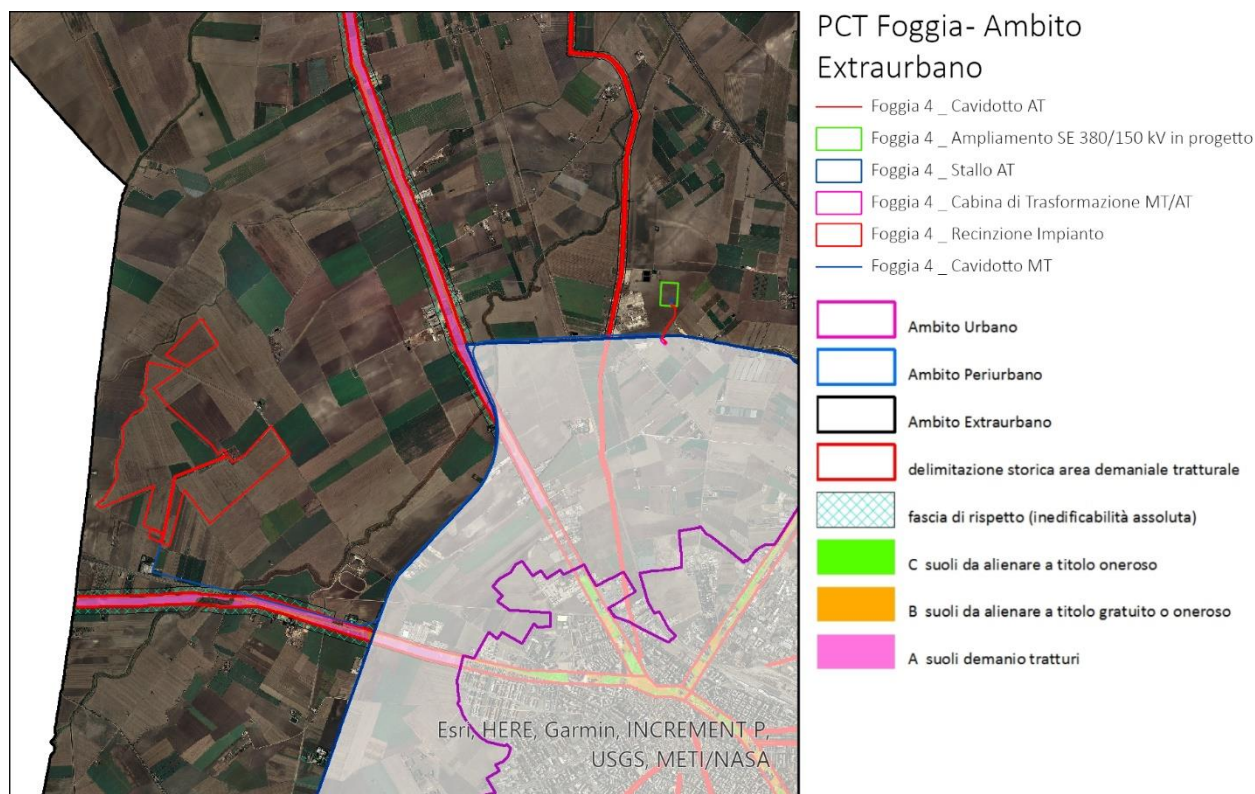 PCT Foggia- Ambito
Extraurbano
Foggia 4 _ Cavidotto AT
Foggia 4 _ Ampliamento SE 380/150 kV in progetto
Foggia 4 _ Stallo AT
Foggia 4 _ Cabina di Trasformazione MT/AT
Foggia 4 _ Recinzione Impianto
Foggia 4 _ Cavidotto MT
Ambito Urbano
Ambito Periurbano
Ambito Extraurbano
delimitazione storica area demaniale tratturale
fascia di rispetto (inedificabilità assoluta)
C suoli da alienare a titolo oneroso
B suoli da alienare a titolo gratuito o oneroso
A suoli demanio tratturi
Esri, HERE, Garmin, INCREMENT P,
USGS, METI/NASA